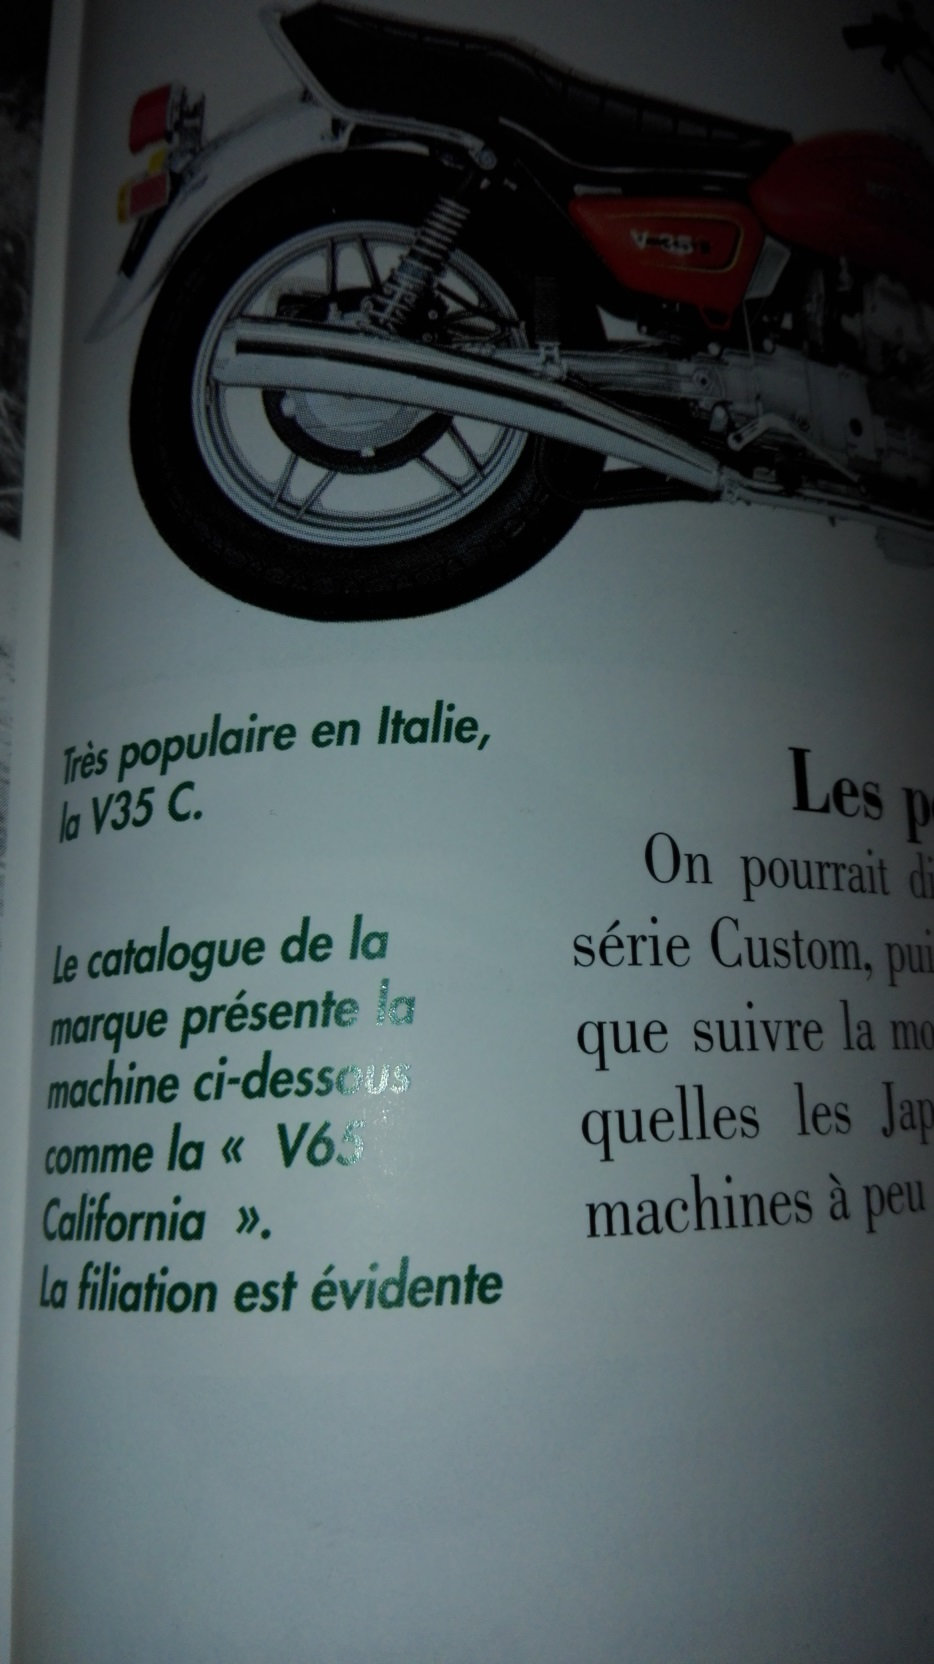 Très populaire en Italie,
la V35 C.
Le catalogue de la
marque présente la
machine ci-dessous
comme la « V65
California ».
La filiation est évidente
Les
On pourrait
série Custom,
que suivre la
quelles les
machines à peu